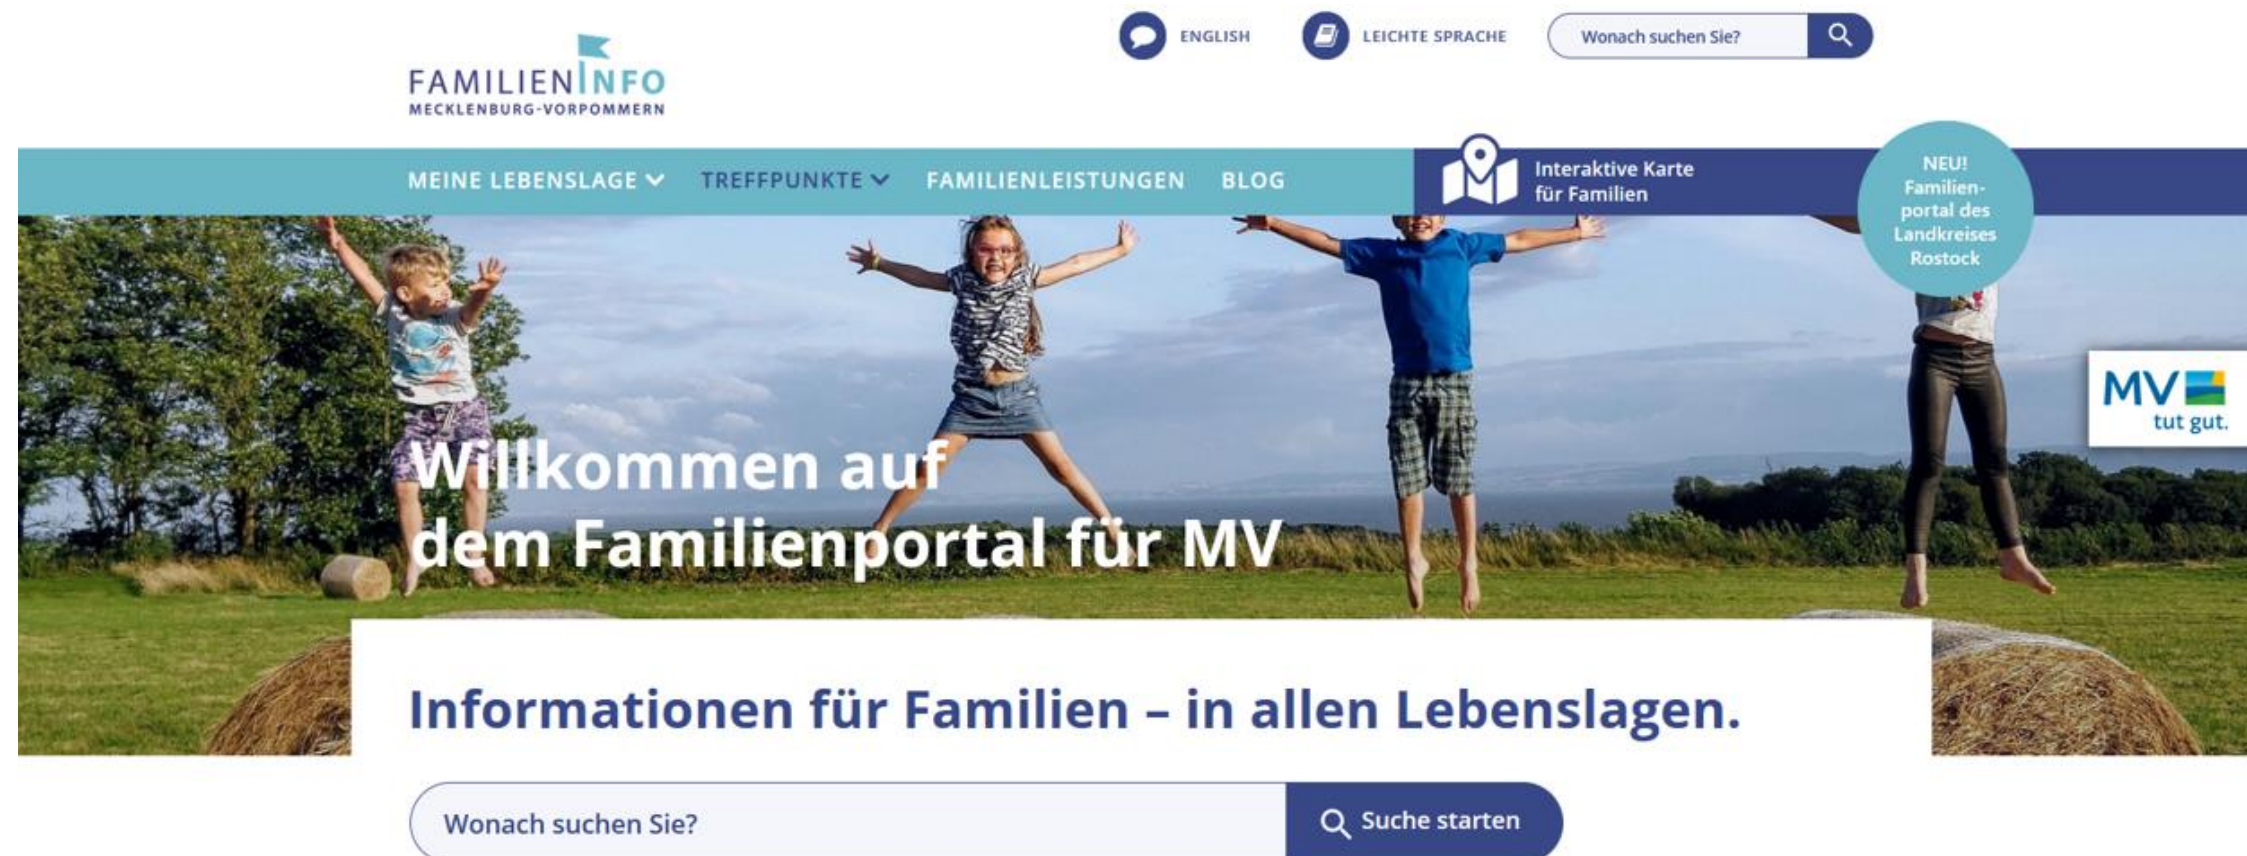 FAMILIENINFO
MECKLENBURG-VORPOMMERN
ENGLISH
LEICHTE SPRACHE
Wonach suchen Sie?
MEINE LEBENSLAGE
TREFFPUNKTE
FAMILIENLEISTUNGEN
BLOG
Interaktive Karte
für Familien
NEU!
Familien-
portal des
Landkreises
Rostock
MV
tut gut.
Willkommen auf
dem Familienportal für MV
Informationen für Familien – in allen Lebenslagen.
Wonach suchen Sie?
Suche starten